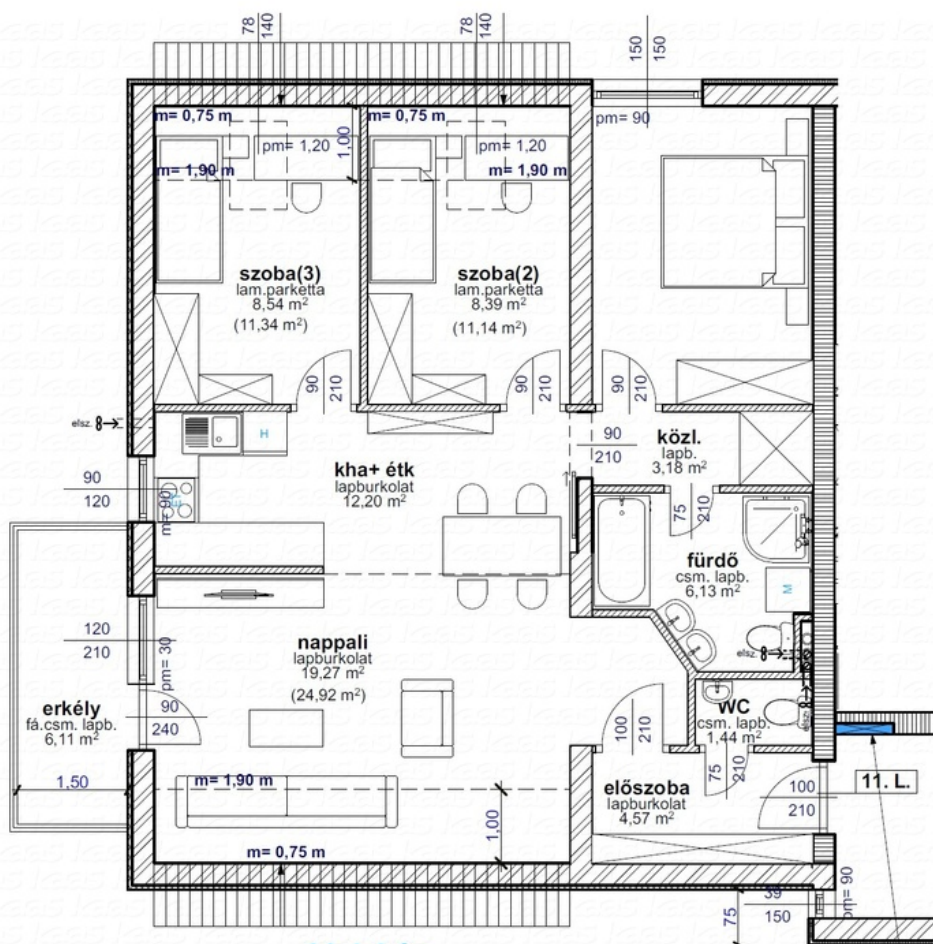 78
140
78
140
150
150
m= 0,75 m
pm= 1,20
1,00
m= 1,90 m
m= 0,75 m
pm= 1,20
m= 1,90 m
pm= 90
szoba(3)
lam.parketta
8,54 m²
(11,34 m²)
szoba(2)
lam.parketta
8,39 m²
(11,14 m²)
90
210
90
210
90
210
elsz. 8
H
90
120
m= 90
kha+ étk
lapburkolat
12,20 m²
90
210
közl.
lapb.
3,18 m²
75
210
fürdő
csm. lapb.
6,13 m²
M
elsz. 8
120
210
pm= 30
90
240
nappali
lapburkolat
19,27 m²
(24,92 m²)
erkély
fá.csm. lapb.
6,11 m²
1,50
WC
csm. lapb.
1,44 m²
elsz. 8
100
210
75
210
előszoba
lapburkolat
4,57 m²
100
210
11. L.
m= 1,90 m
1,00
m= 0,75 m
39
150
pm= 90
75
kaas